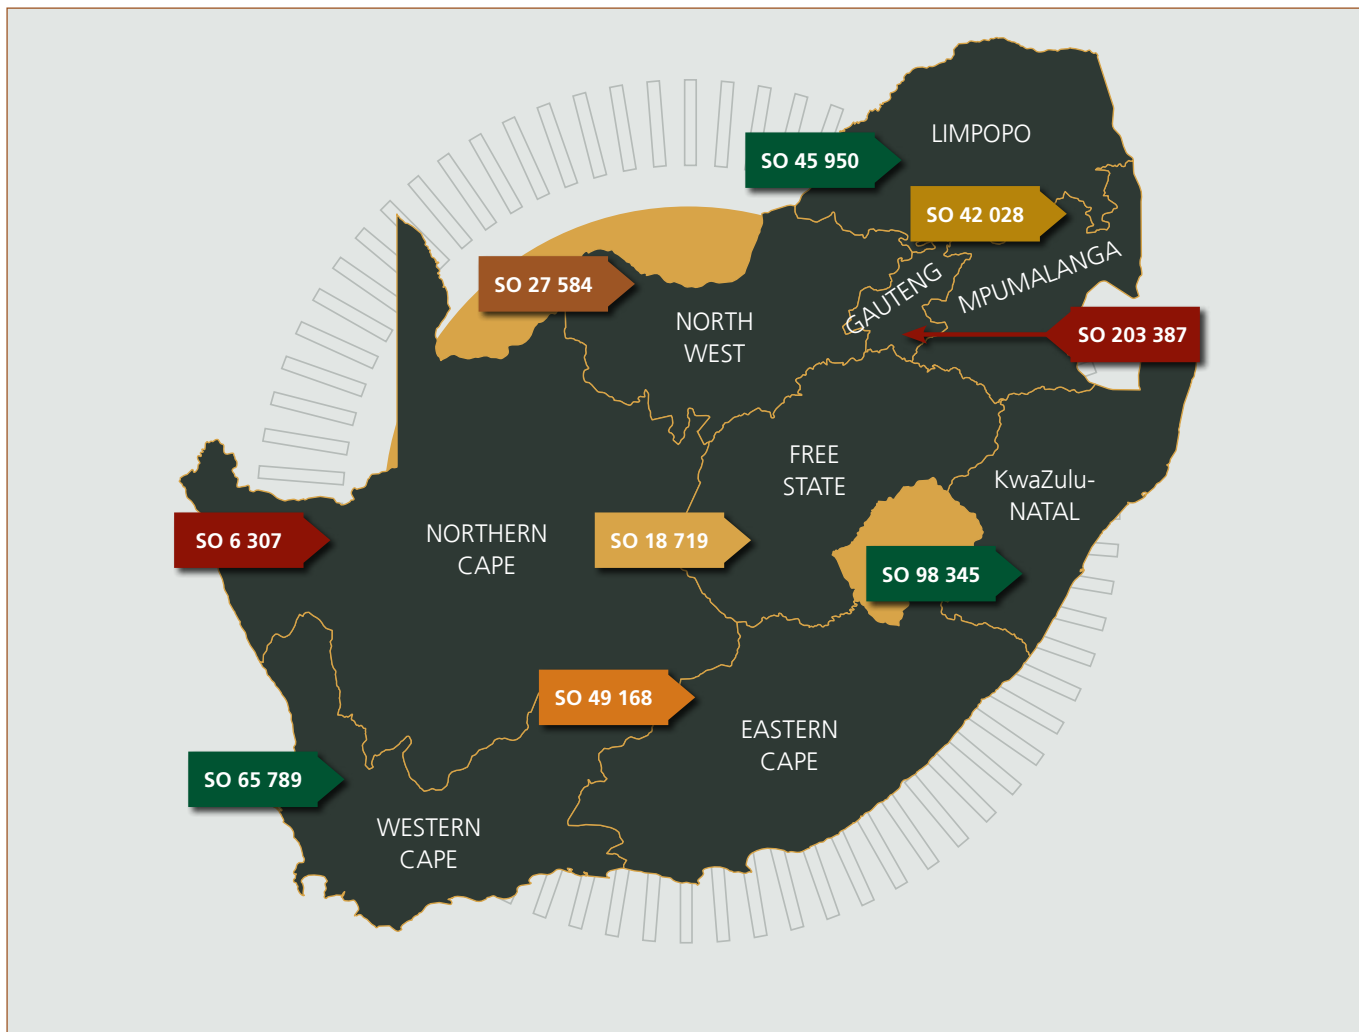 LIMPOPO
SO 45 950
SO 42 028
MPUMALANGA
GAUTENG
SO 27 584
NORTH
WEST
SO 203 387
FREE
STATE
KwaZulu-
NATAL
NORTHERN
CAPE
SO 6 307
SO 18 719
SO 98 345
SO 49 168
EASTERN
CAPE
SO 65 789
WESTERN
CAPE